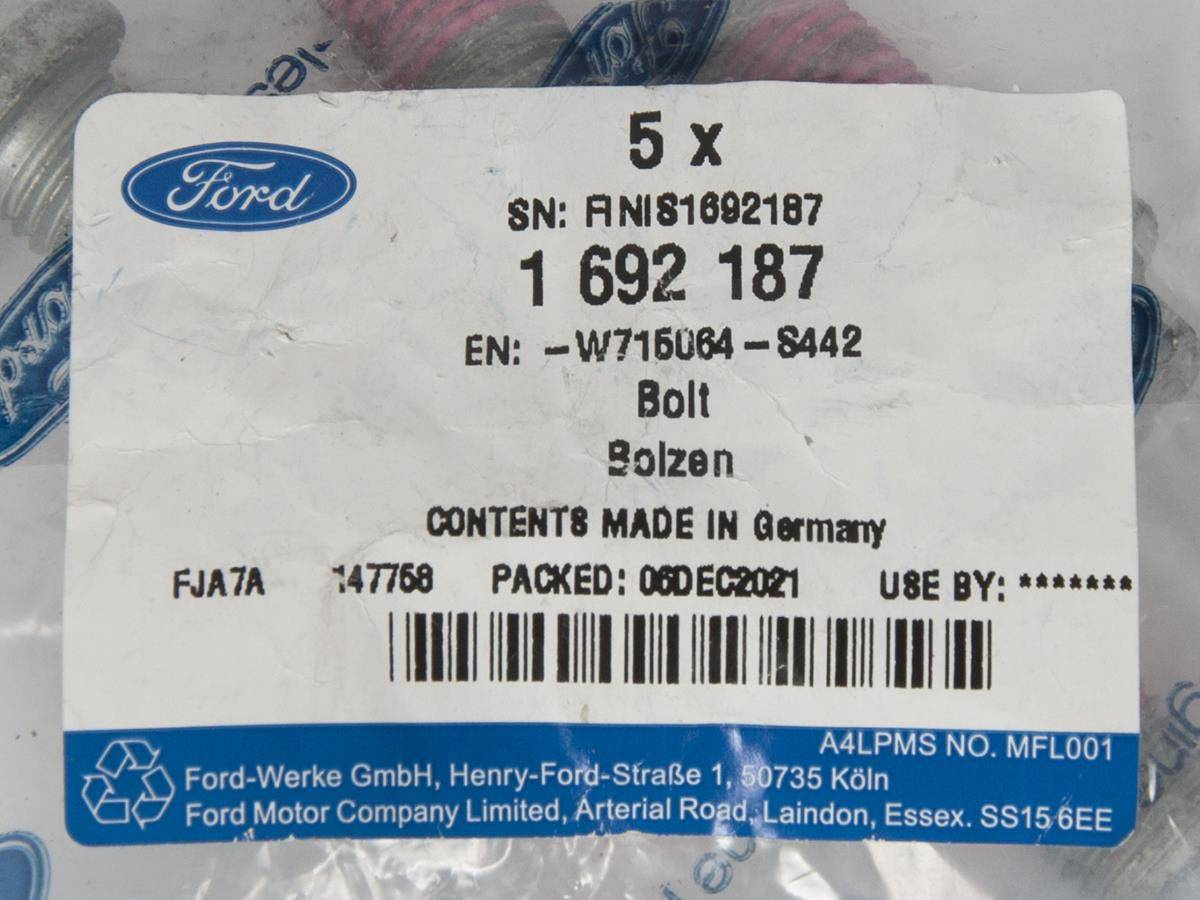 Ford
5 x
SN: FINIS1692187
1 692 187
EN: -W715064-S442
Bolt
Bolzen
CONTENTS MADE IN Germany
FJA7A 147758 PACKED: 06DEC2021 USE BY: *******
A4LPMS NO. MFL001
Ford-Werke GmbH, Henry-Ford-Straße 1, 50735 Köln
Ford Motor Company Limited, Arterial Road, Laindon, Essex. SS15 6EE